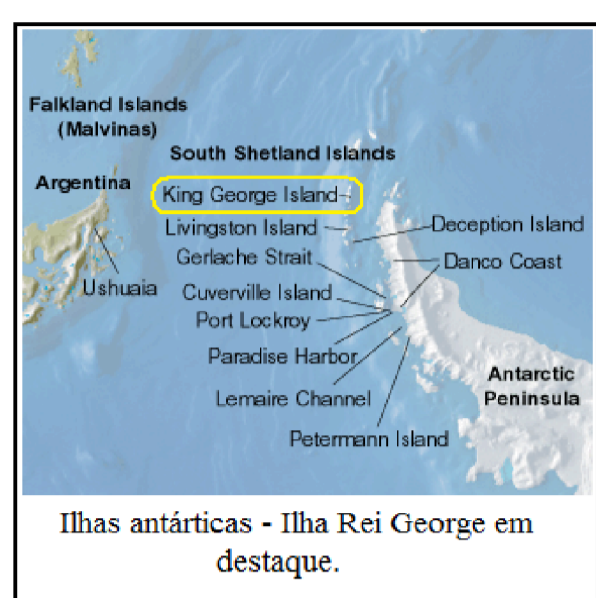 Falkland Islands
(Malvinas)
South Shetland Islands
Argentina
King George Island
Livingston Island
Deception Island
Gerlache Strait
Danco Coast
Ushuaia
Cuverville Island
Port Lockroy
Paradise Harbor
Antarctic
Peninsula
Lemaire Channel
Petermann Island
Ilhas antárticas - Ilha Rei George em
destaque.